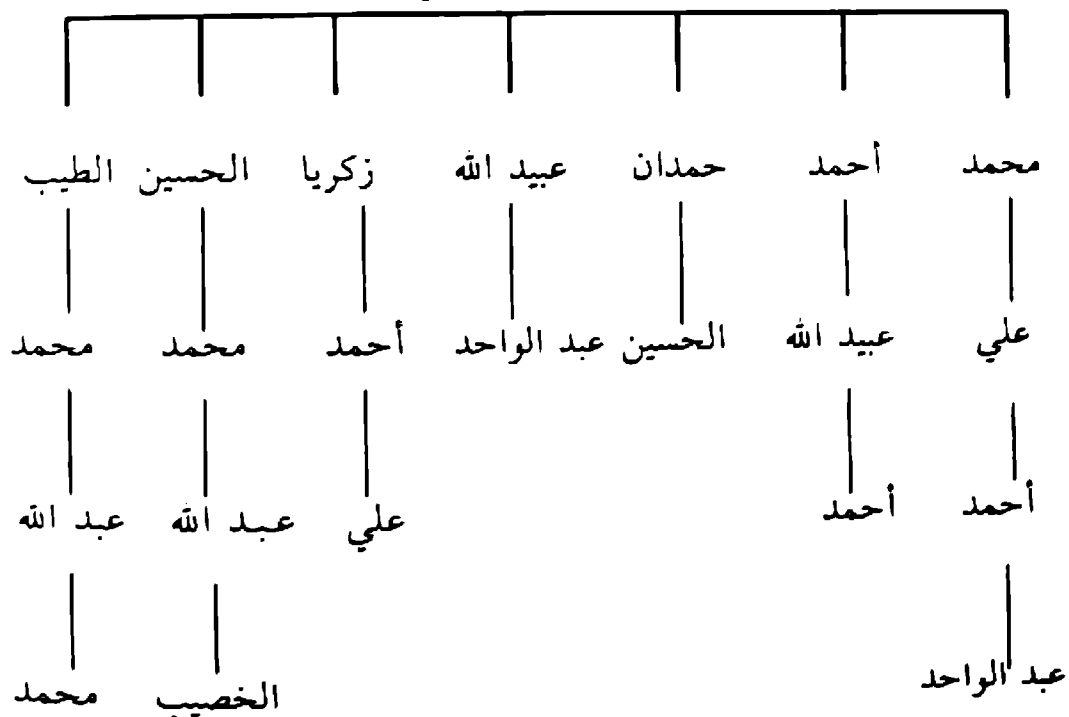 محمد أحمد حمدان عبيد الله زكريا الحسين الطيب
علي عبيد الله الحسين عبد الواحد أحمد محمد محمد
أحمد أحمد علي عبد الله عبد الله
عبد الواحد الخصيب محمد